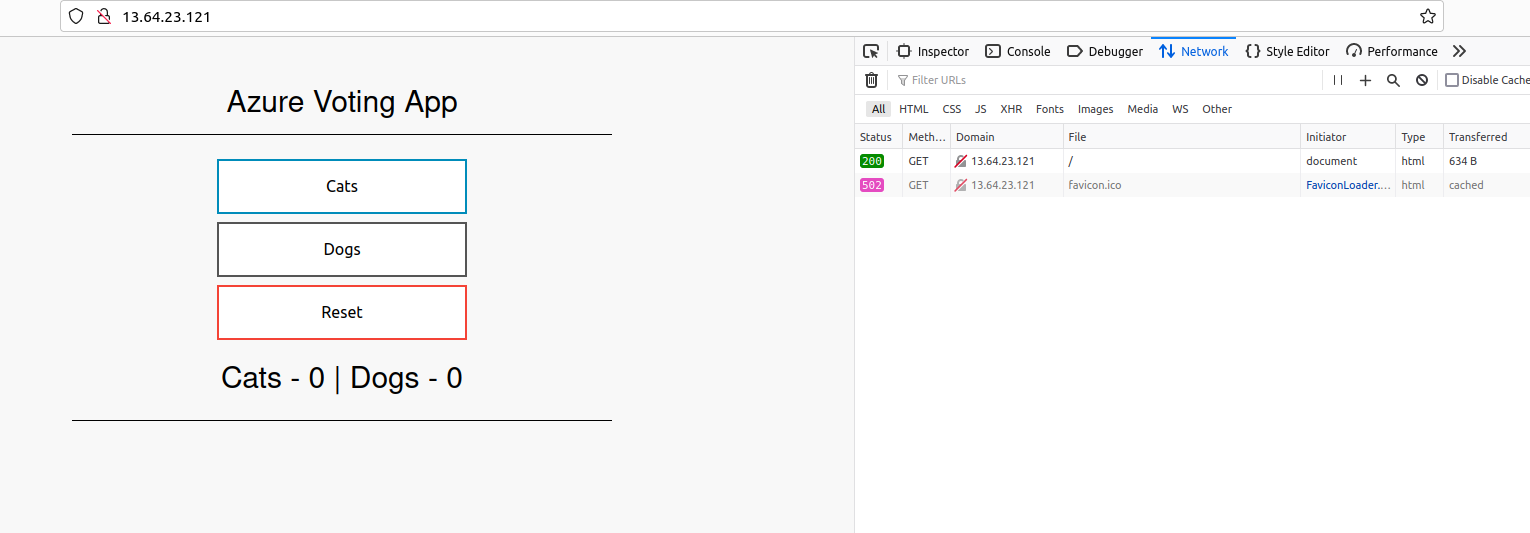 13.64.23.121
Azure Voting App
Cats
Dogs
Reset
Cats - 0 | Dogs - 0
Inspector Console Debugger Network Style Editor Performance
Filter URLs Disable Cache
All HTML CSS JS XHR Fonts Images Media WS Other
Status Meth... Domain File Initiator Type Transferred
200 GET 13.64.23.121 / document html 634 B
502 GET 13.64.23.121 favicon.ico FaviconLoader.... html cached